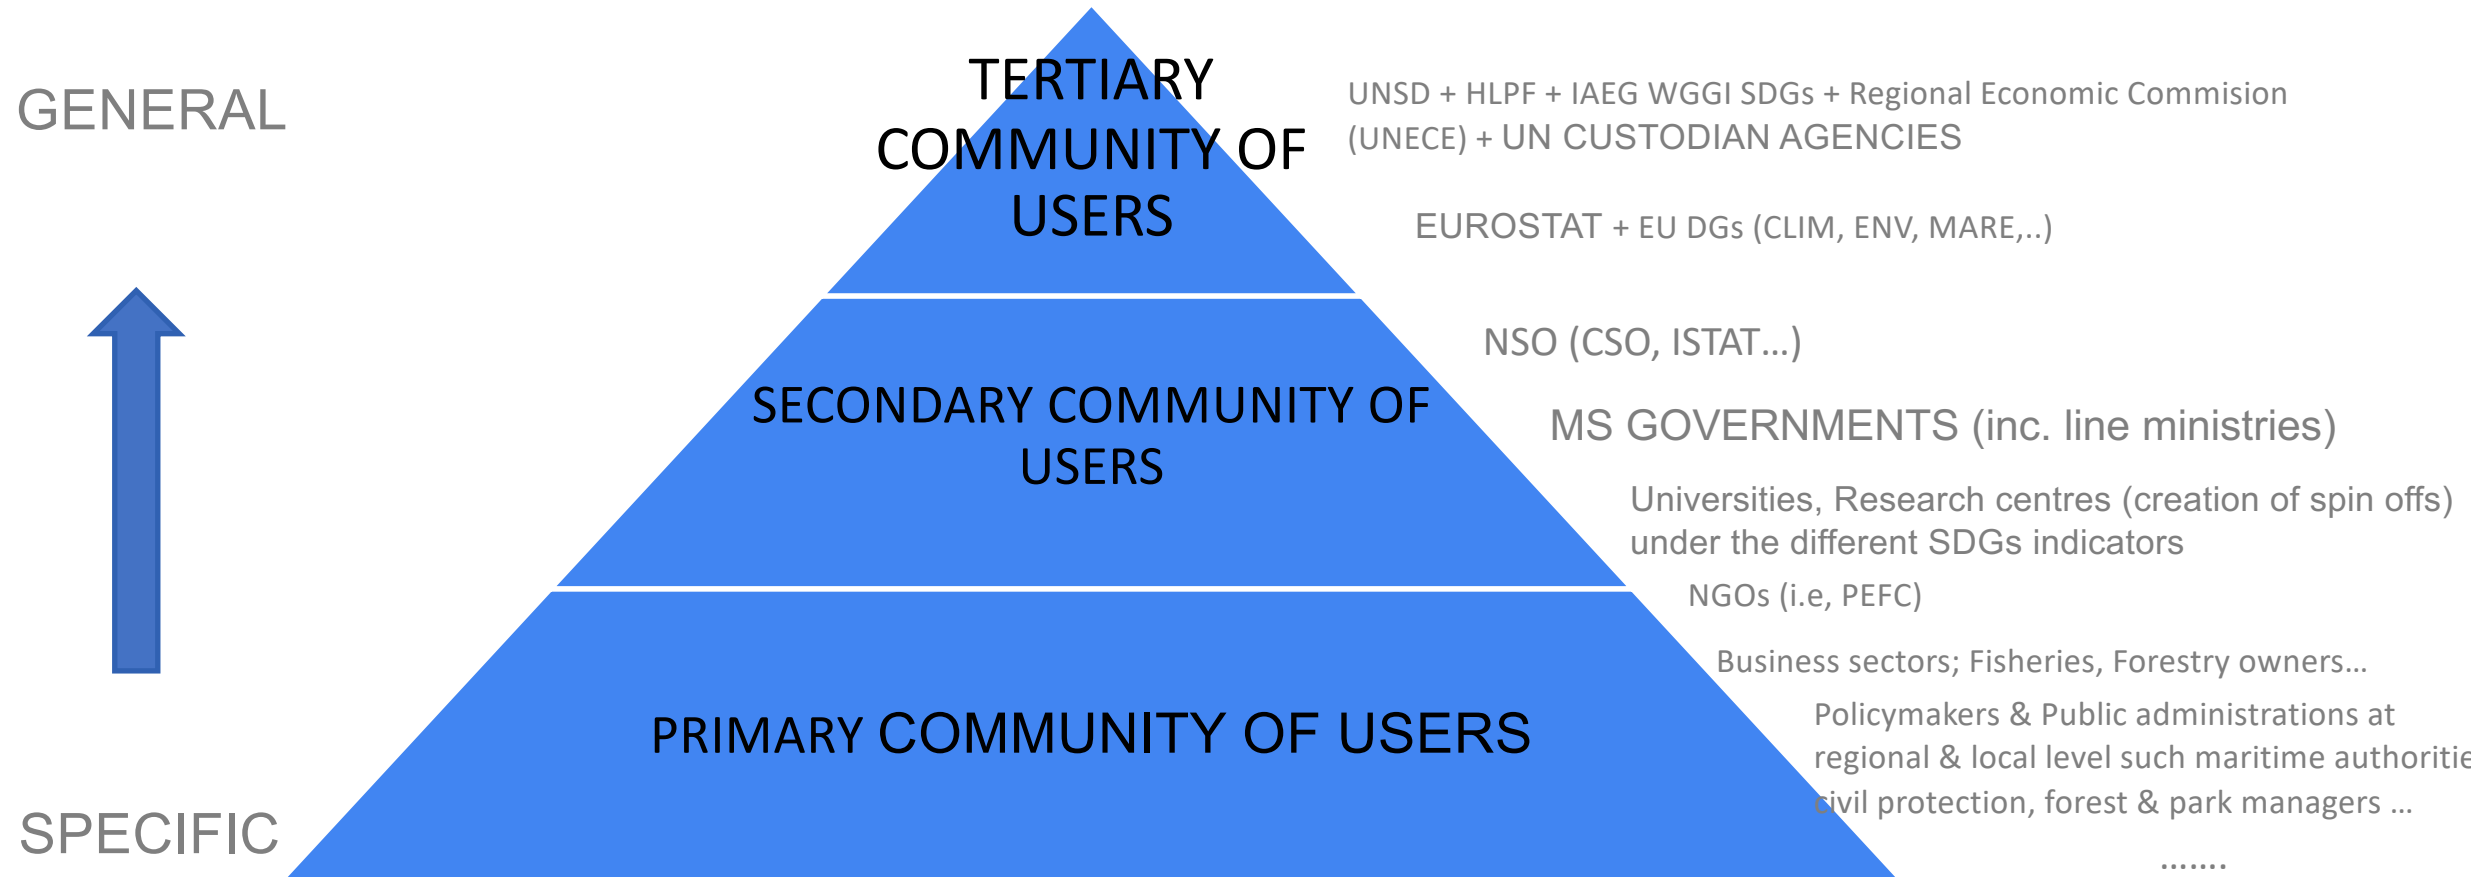 GENERAL
TERTIARY
COMMUNITY OF
USERS
UNSD + HLPF + IAEG WGGI SDGs + Regional Economic Commision
(UNECE) + UN CUSTODIAN AGENCIES
EUROSTAT + EU DGs (CLIM, ENV, MARE,..)
NSO (CSO, ISTAT...)
SECONDARY COMMUNITY OF
USERS
MS GOVERNMENTS (inc. line ministries)
Universities, Research centres (creation of spin offs)
under the different SDGs indicators
NGOs (i.e, PEFC)
Business sectors; Fisheries, Forestry owners...
PRIMARY COMMUNITY OF USERS
Policymakers & Public administrations at
regional & local level such maritime authoritie
civil protection, forest & park managers ...
SPECIFIC
.......